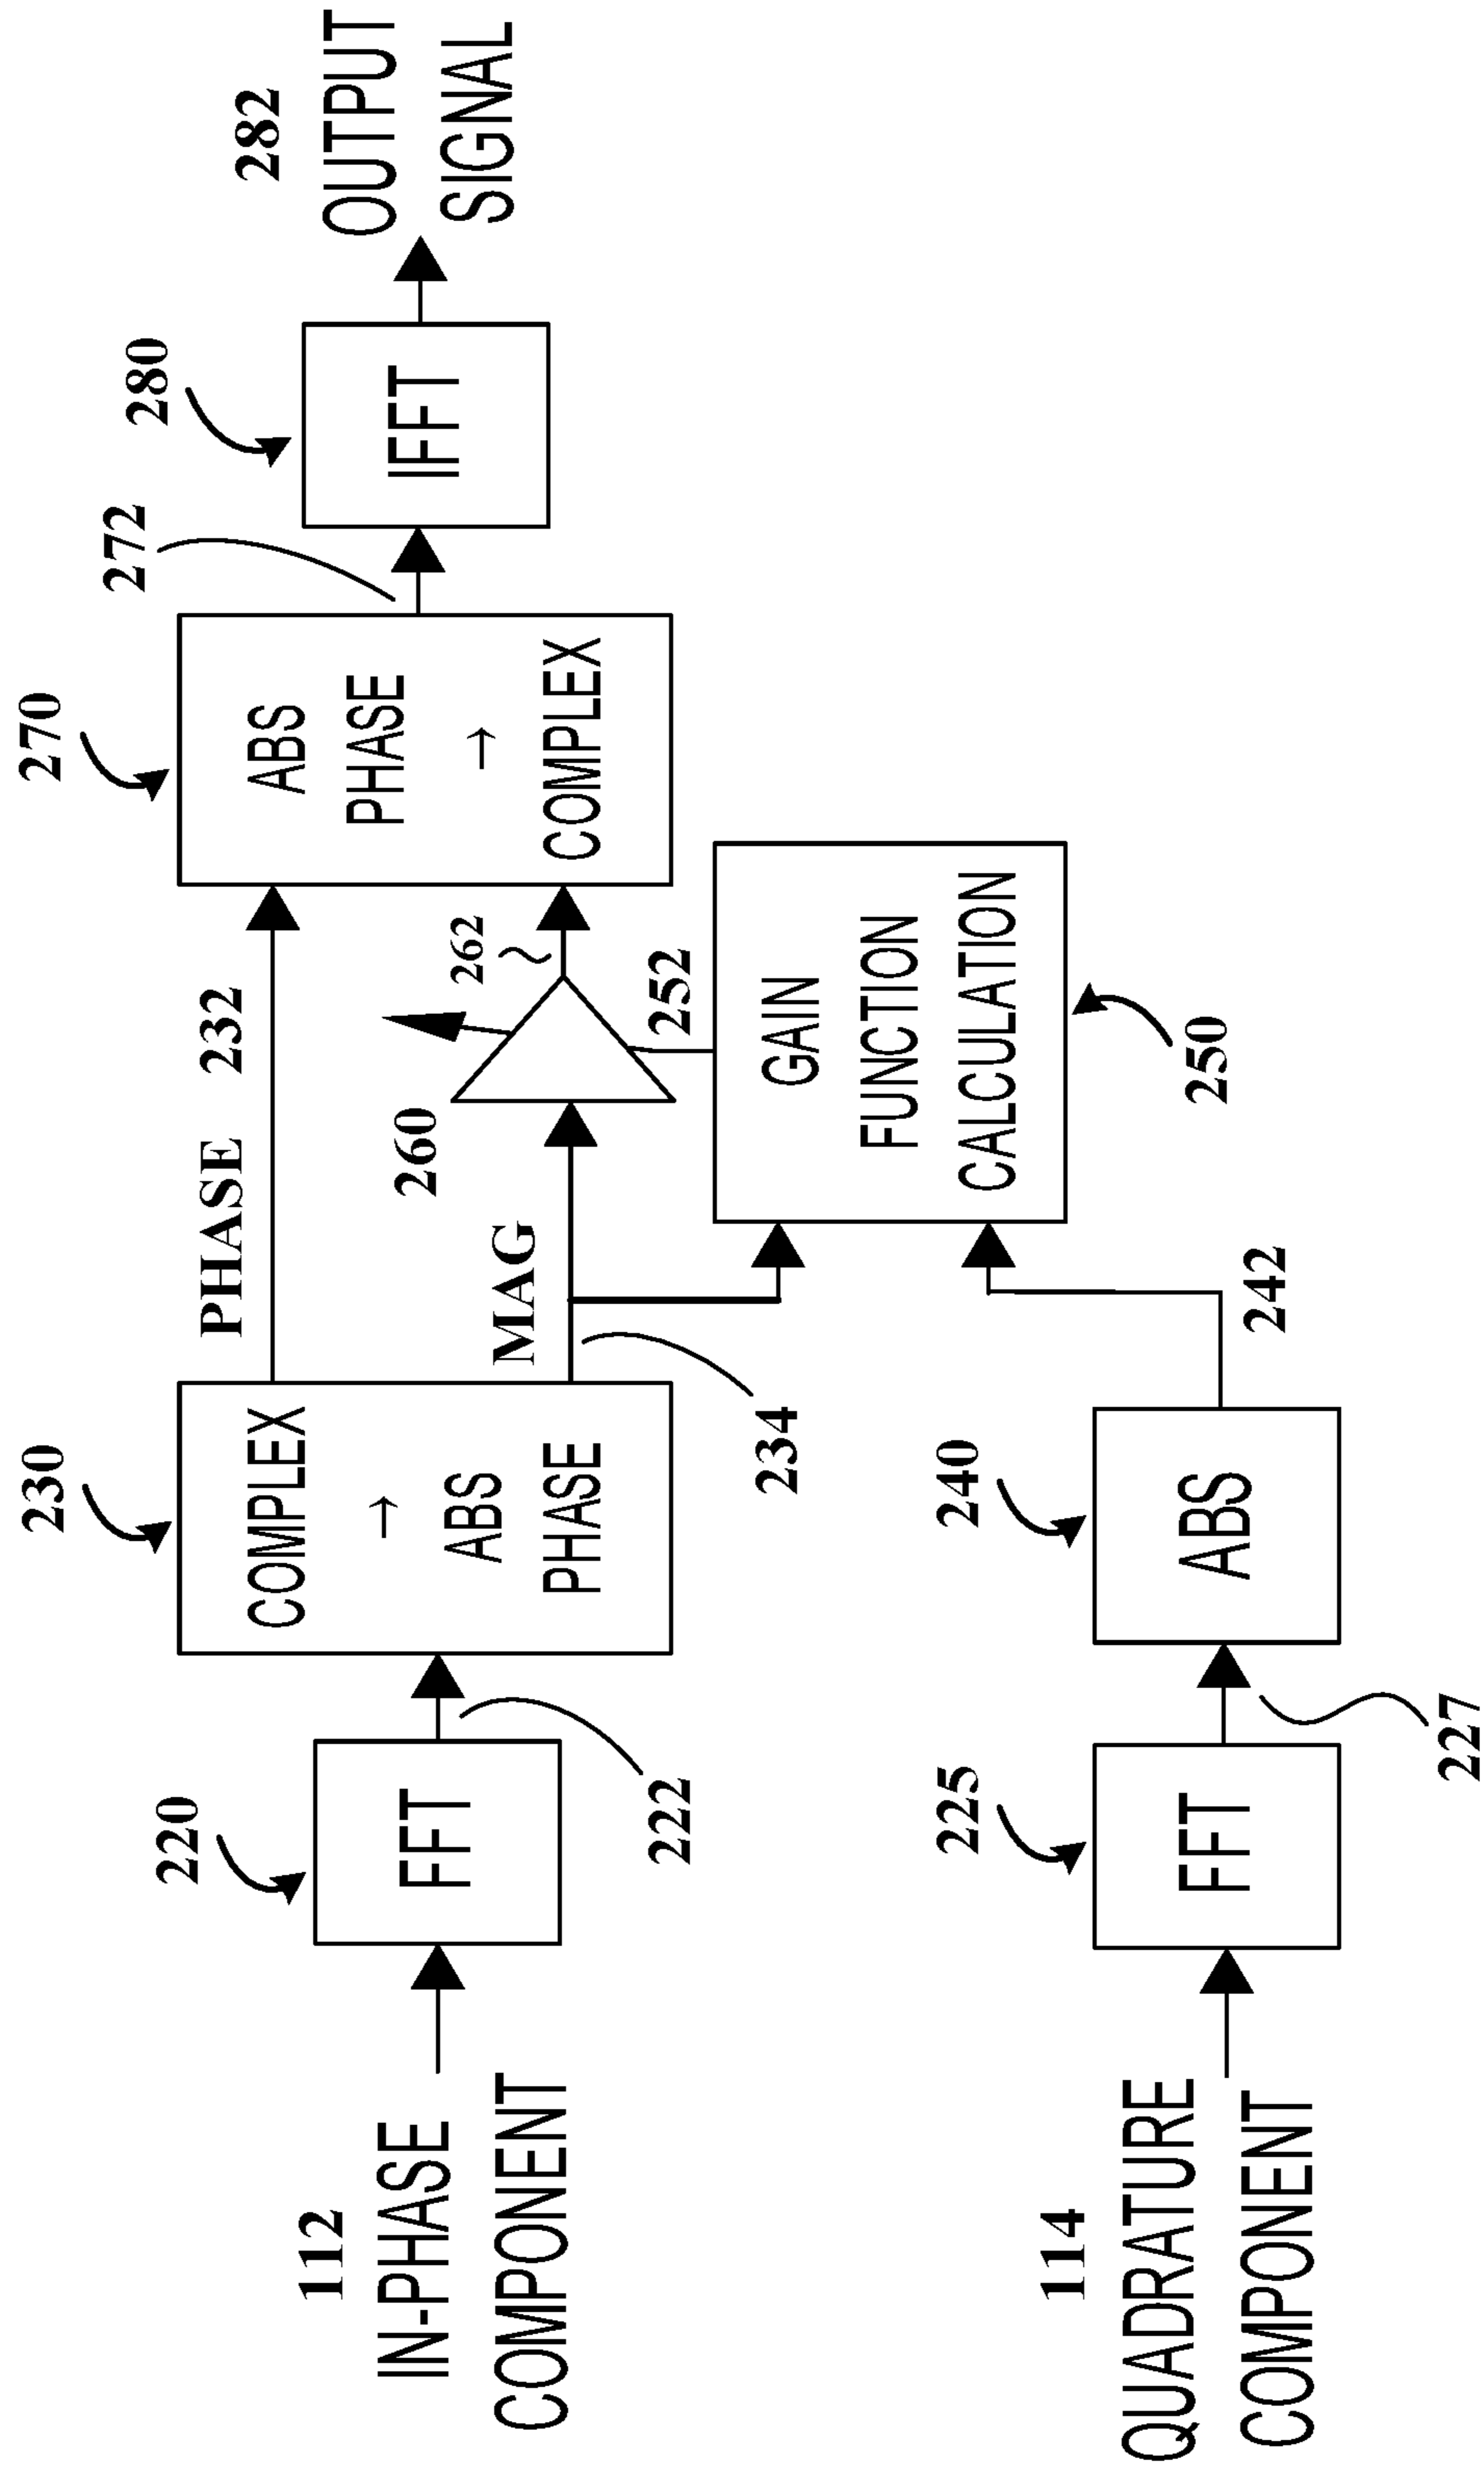 112
IN-PHASE
COMPONENT
220
FFT
222
230
COMPLEX
→
ABS
PHASE
PHASE 232
MAG
234
260
262
252
270
ABS
PHASE
→
COMPLEX
272
280
IFFT
282
OUTPUT
SIGNAL
114
QUADRATURE
COMPONENT
225
FFT
227
240
ABS
242
GAIN
FUNCTION
CALCULATION
250